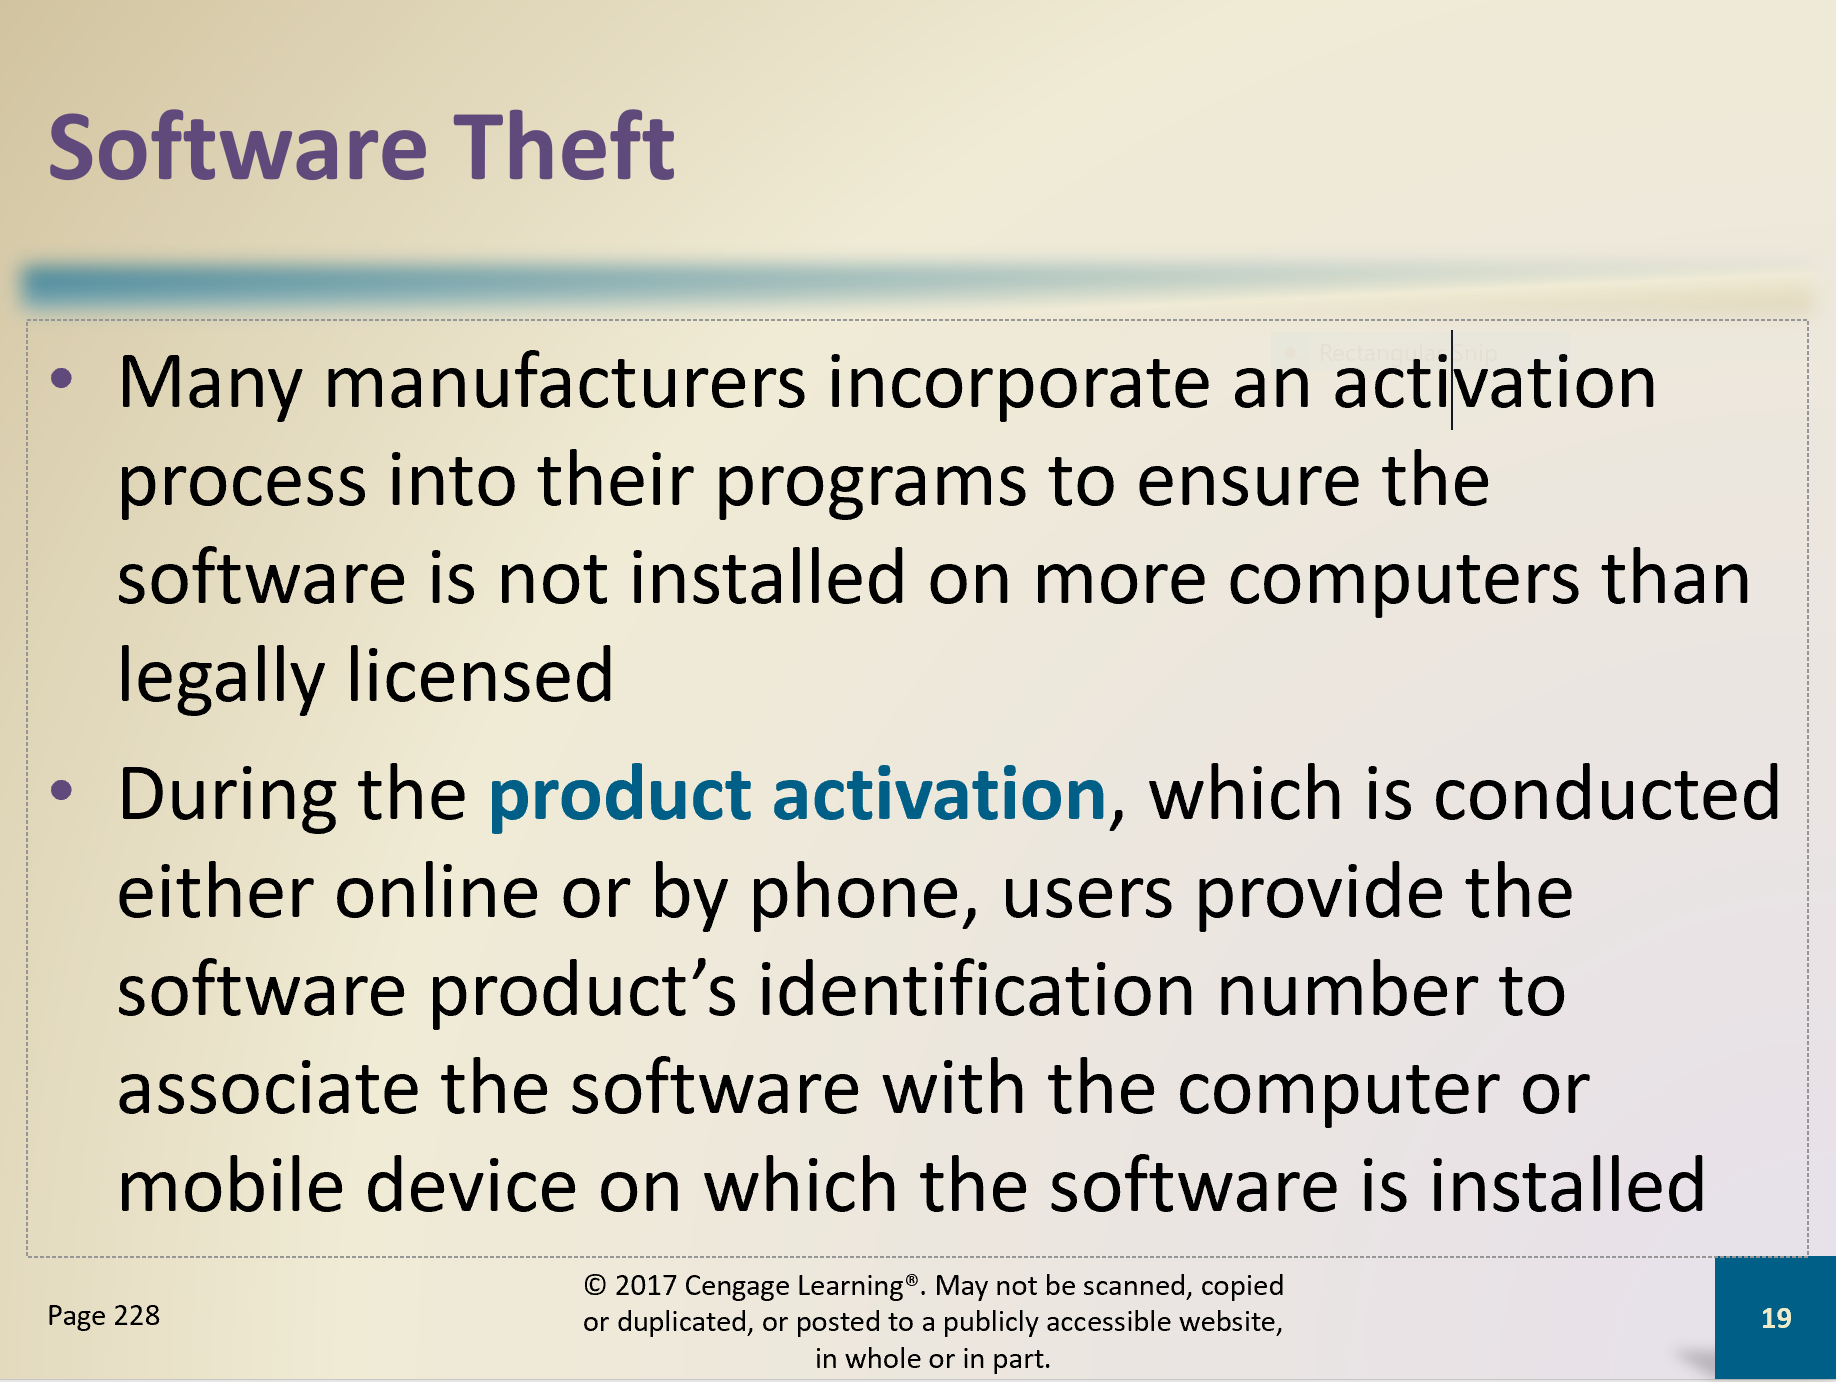 Software Theft
Rectangular Snip
• Many manufacturers incorporate an activation
process into their programs to ensure the
software is not installed on more computers than
legally licensed
• During the product activation, which is conducted
either online or by phone, users provide the
software product’s identification number to
associate the software with the computer or
mobile device on which the software is installed
© 2017 Cengage Learning®. May not be scanned, copied
or duplicated, or posted to a publicly accessible website,
in whole or in part.
Page 228
19